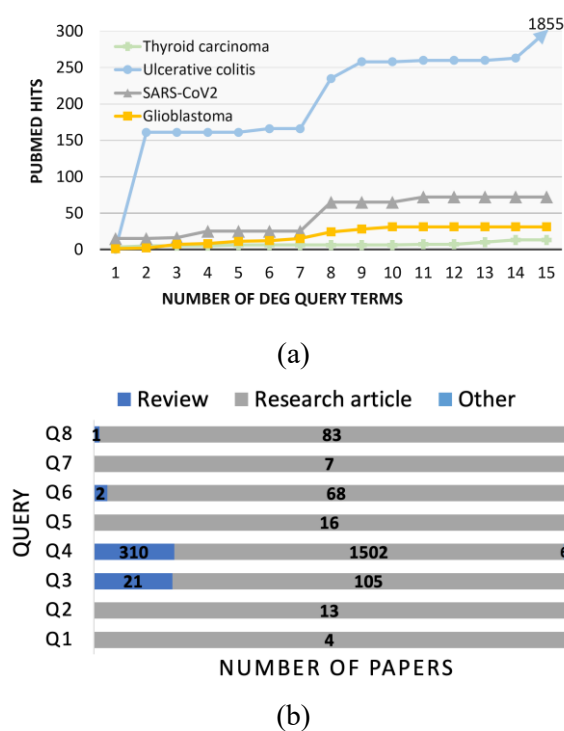 1855
300
250
150
100
50
0
PUBMED HITS
Thyroid carcinoma
Ulcerative colitis
SARS-CoV2
Glioblastoma
1 2 3 4 5 6 7 8 9 10 11 12 13 14 15
NUMBER OF DEG QUERY TERMS
(a)
Review Research article Other
QUERY
Q8 1 83
Q7 7
Q6 2 68
Q5 16
Q4 310 1502
Q3 21 105
Q2 13
Q1 4
NUMBER OF PAPERS
(b)